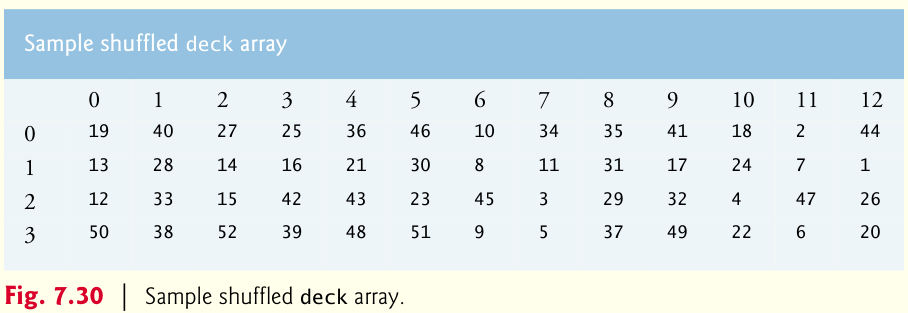 Sample shuffled deck array
0 1 2 3 4 5 6 7 8 9 10 11 12
0 19 40 27 25 36 46 10 34 35 41 18 2 44
1 13 28 14 16 21 30 8 11 31 17 24 7 1
2 12 33 15 42 43 23 45 3 29 32 4 47 26
3 50 38 52 39 48 51 9 5 37 49 22 6 20
Fig. 7.30 | Sample shuffled deck array.